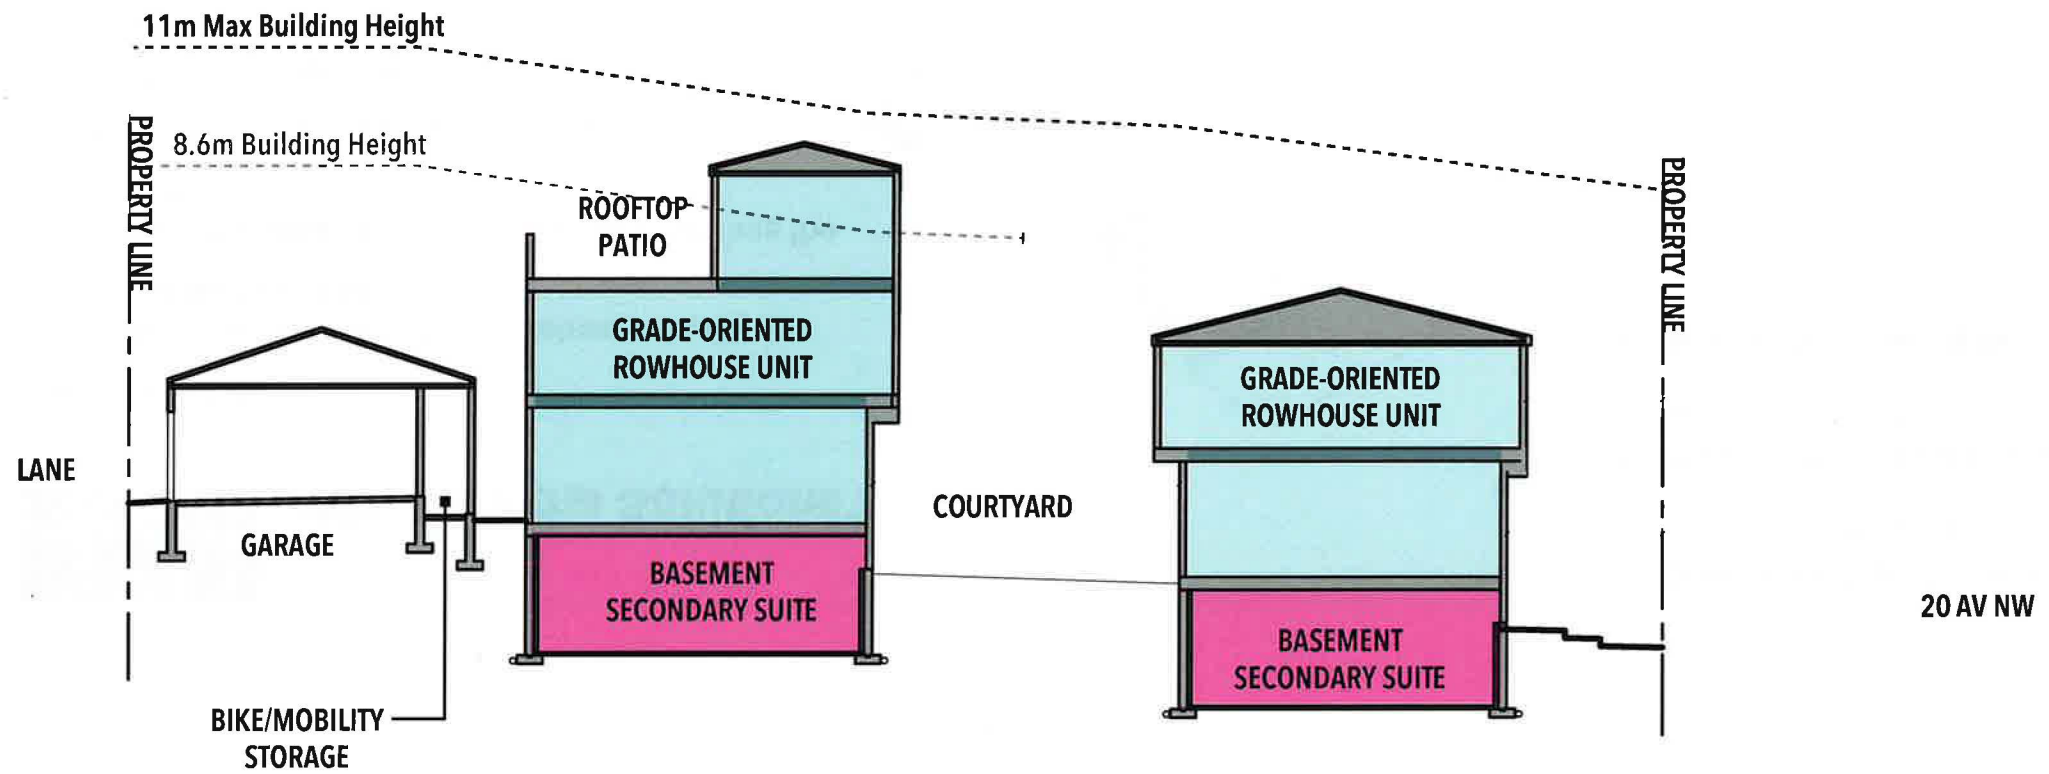 11m Max Building Height
PROPERTY LINE
8.6m Building Height
ROOFTOP
PATIO
PROPERTY LINE
GRADE-ORIENTED
ROWHOUSE UNIT
GRADE-ORIENTED
ROWHOUSE UNIT
LANE
COURTYARD
GARAGE
BASEMENT
SECONDARY SUITE
20 AV NW
BASEMENT
SECONDARY SUITE
BIKE/MOBILITY
STORAGE